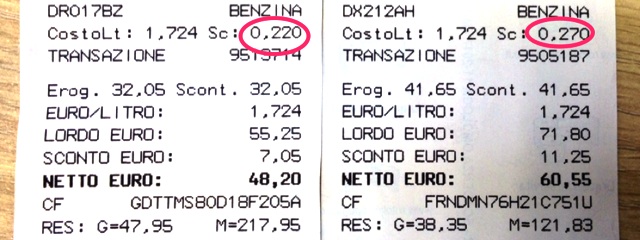 DR017BZ BENZINA
CostoLt: 1,724 Sc: 0,220
TRANSAZIONE 9513714
Erog. 32,05 Scont. 32,05
EURO/LITRO: 1,724
LORDO EURO: 55,25
SCONTO EURO: 7,05
NETTO EURO: 48,20
CF GDTTMS80D18F205A
RES: G=47,95 M=217,95
DX212AH BENZINA
CostoLt: 1,724 Sc: 0,270
TRANSAZIONE 9505187
Erog. 41,65 Scont. 41,65
EURO/LITRO: 1,724
LORDO EURO: 71,80
SCONTO EURO: 11,25
NETTO EURO: 60,55
CF FRNDMN76H21C751U
RES: G=38,35 M=121,83